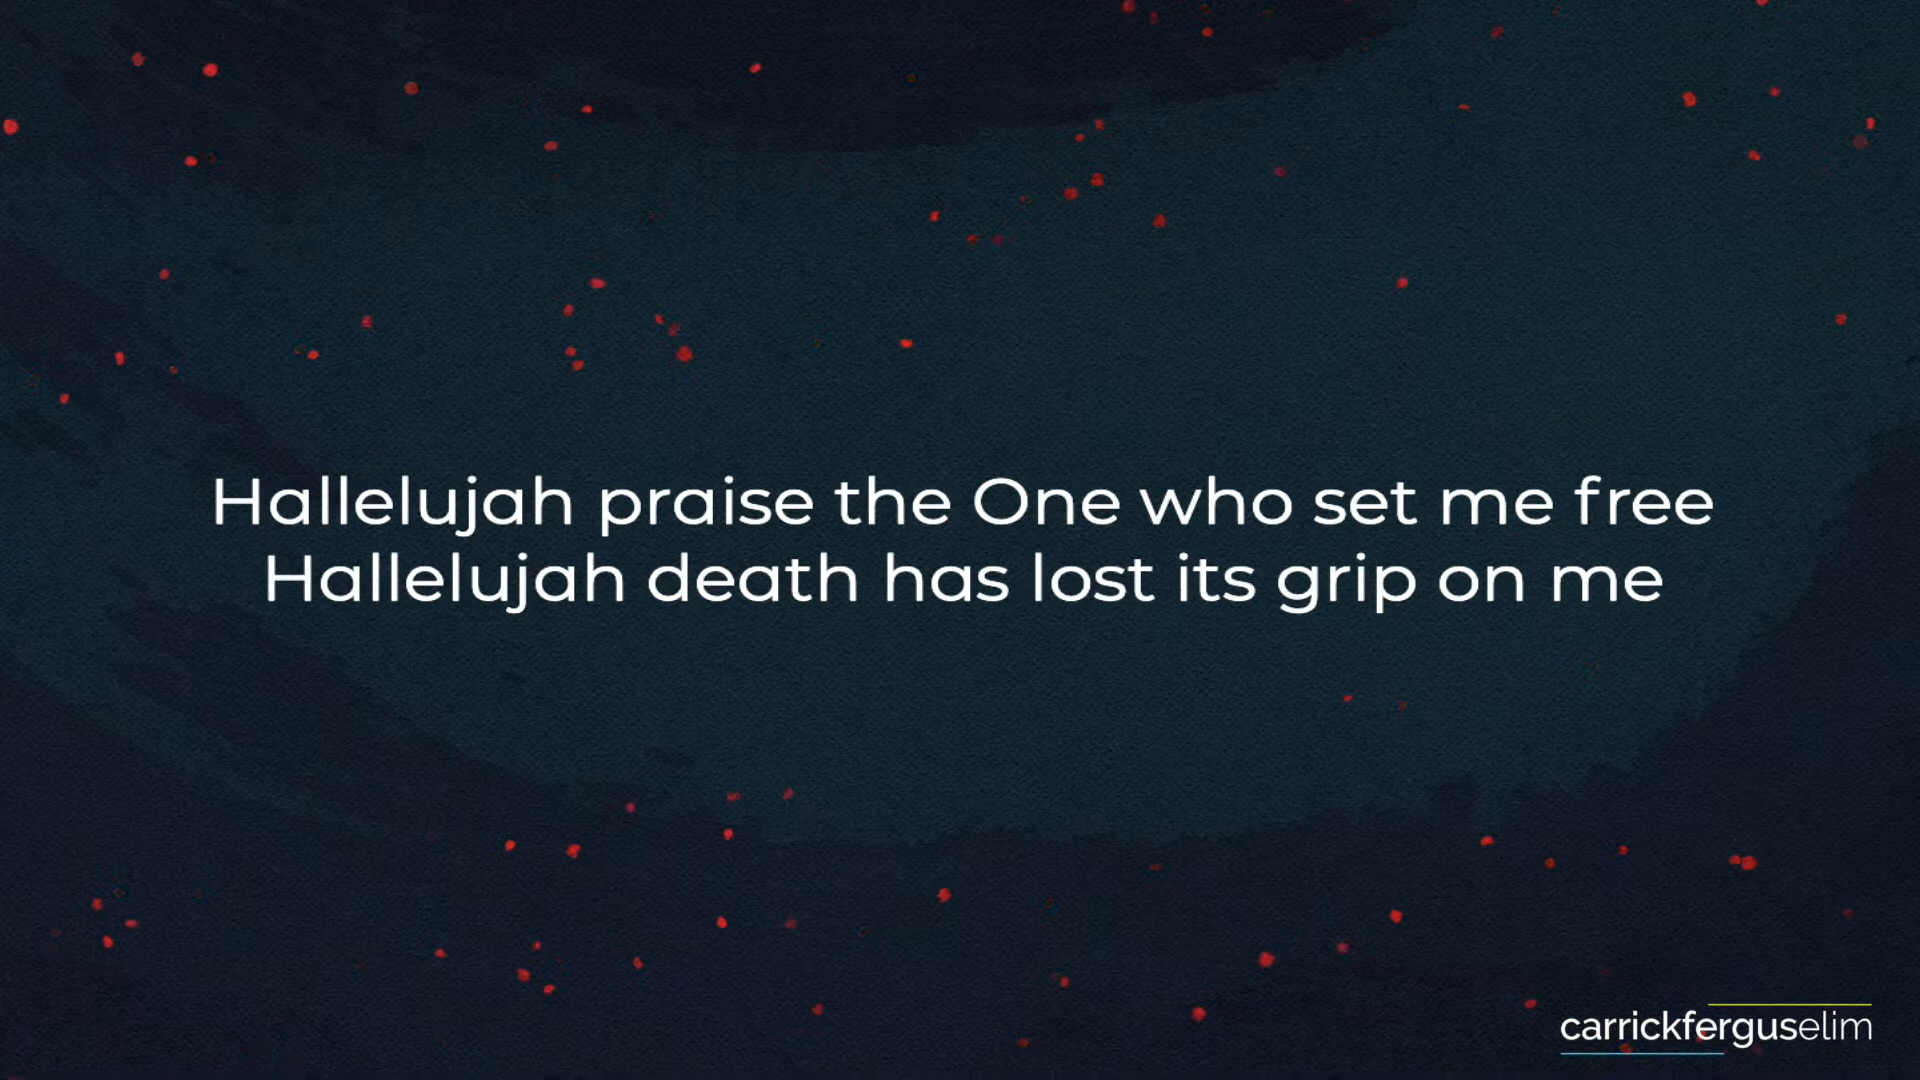 Hallelujah praise the One who set me free
Hallelujah death has lost its grip on me
carrickferguselim